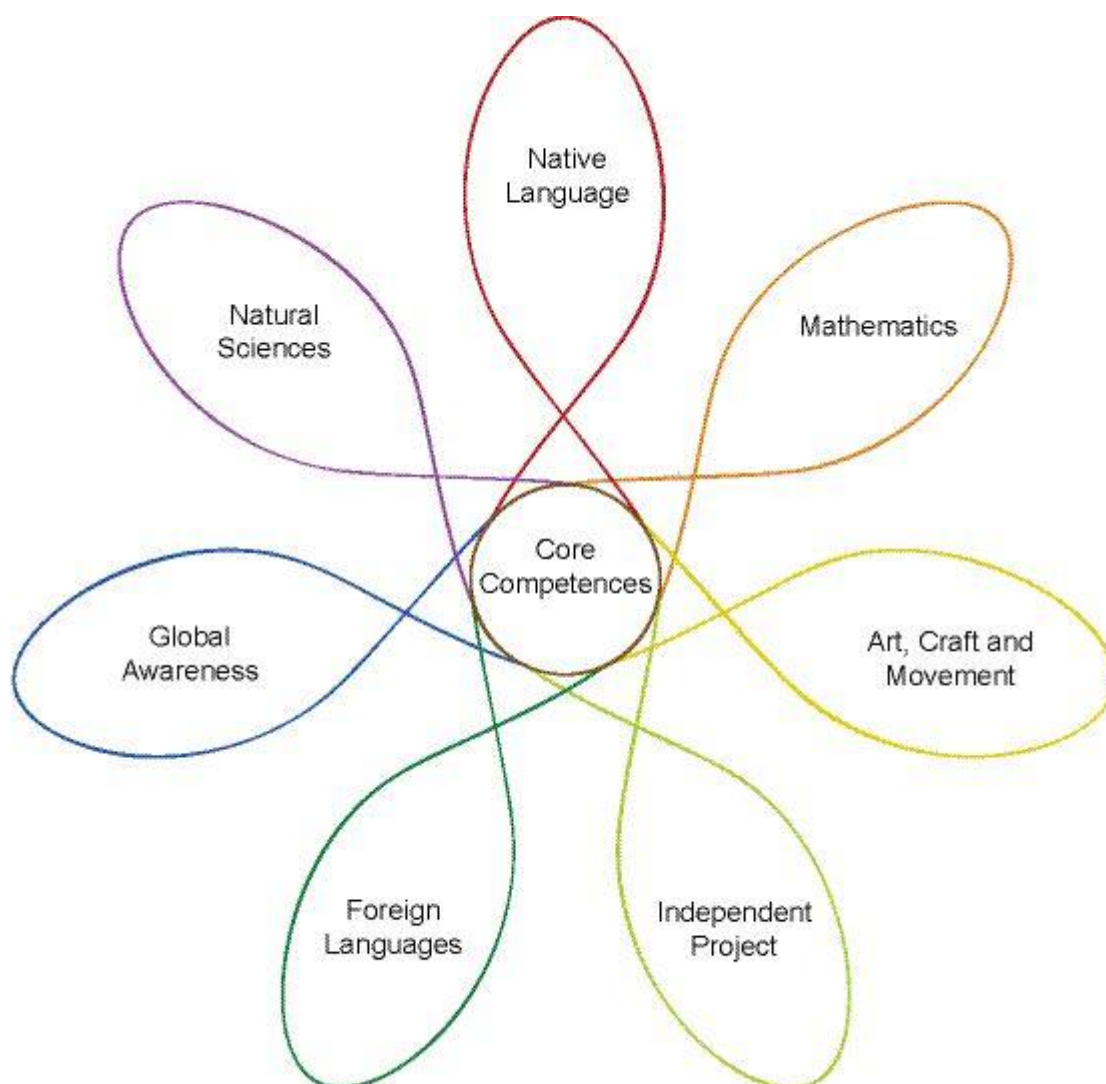 Native
Language
Mathematics
Natural
Sciences
Core
Competences
Global
Awareness
Art, Craft and
Movement
Foreign
Languages
Independent
Project